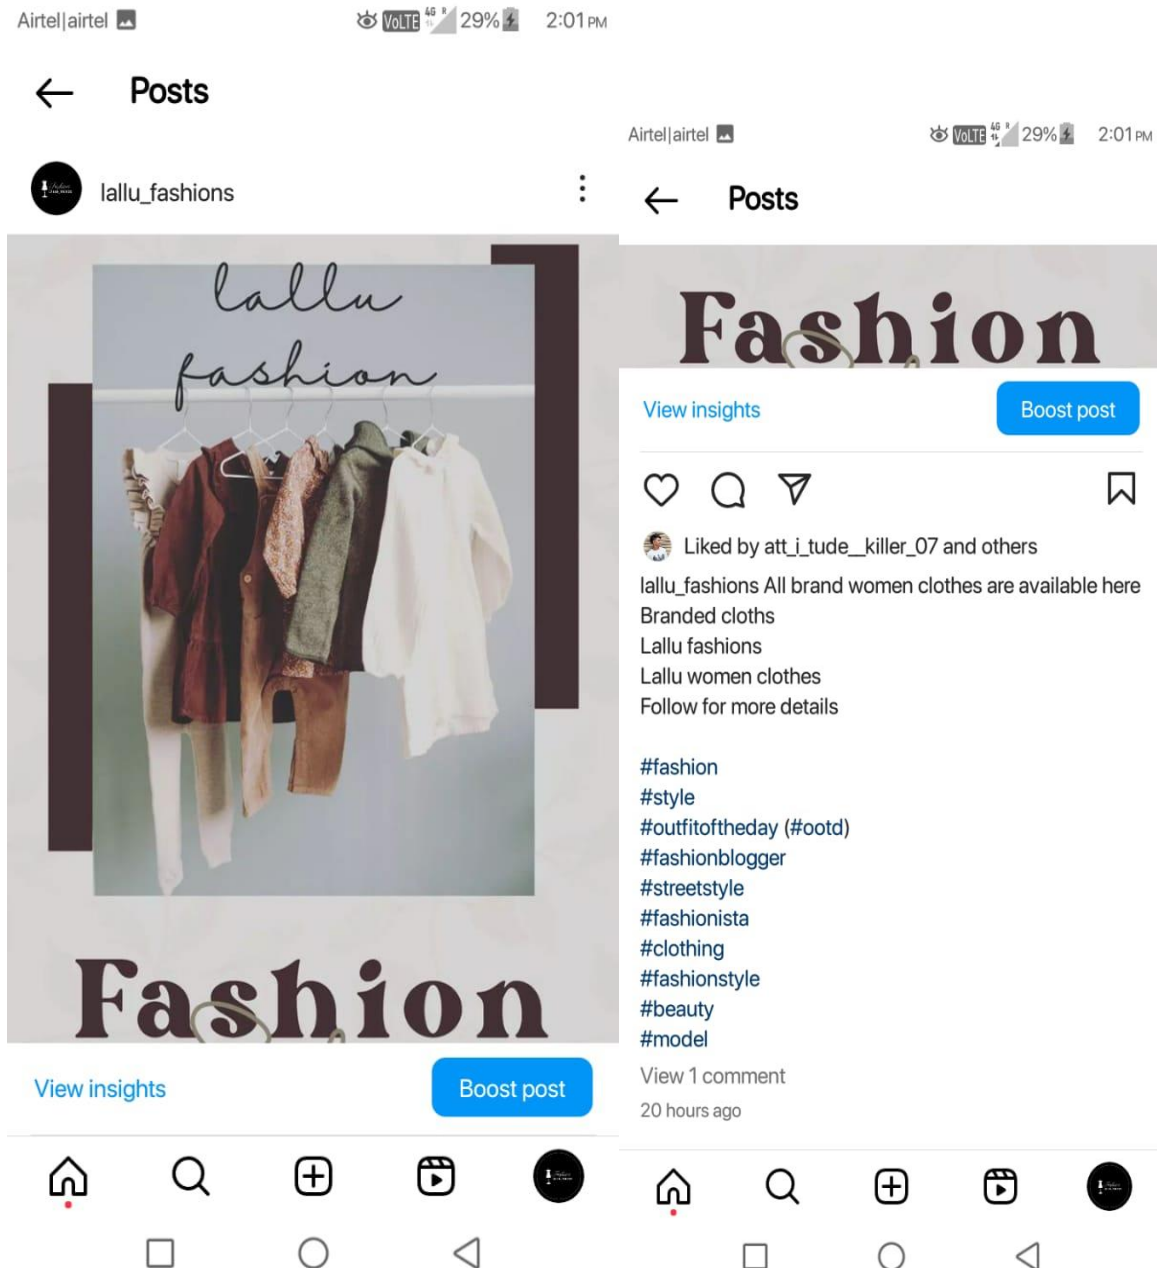 Airtel|airtel VoLTE 4G R 29% 2:01 PM
Posts
lallu_fashions
lallu
fashion
Fashion
View insights
Boost post
Airtel|airtel VoLTE 4G R 29% 2:01 PM
Posts
Fashion
View insights
Boost post
Liked by att_i_tude__killer_07 and others
lallu_fashions All brand women clothes are available here
Branded cloths
Lallu fashions
Lallu women clothes
Follow for more details
#fashion
#style
#outfitoftheday (#ootd)
#fashionblogger
#streetstyle
#fashionista
#clothing
#fashionstyle
#beauty
#model
View 1 comment
20 hours ago